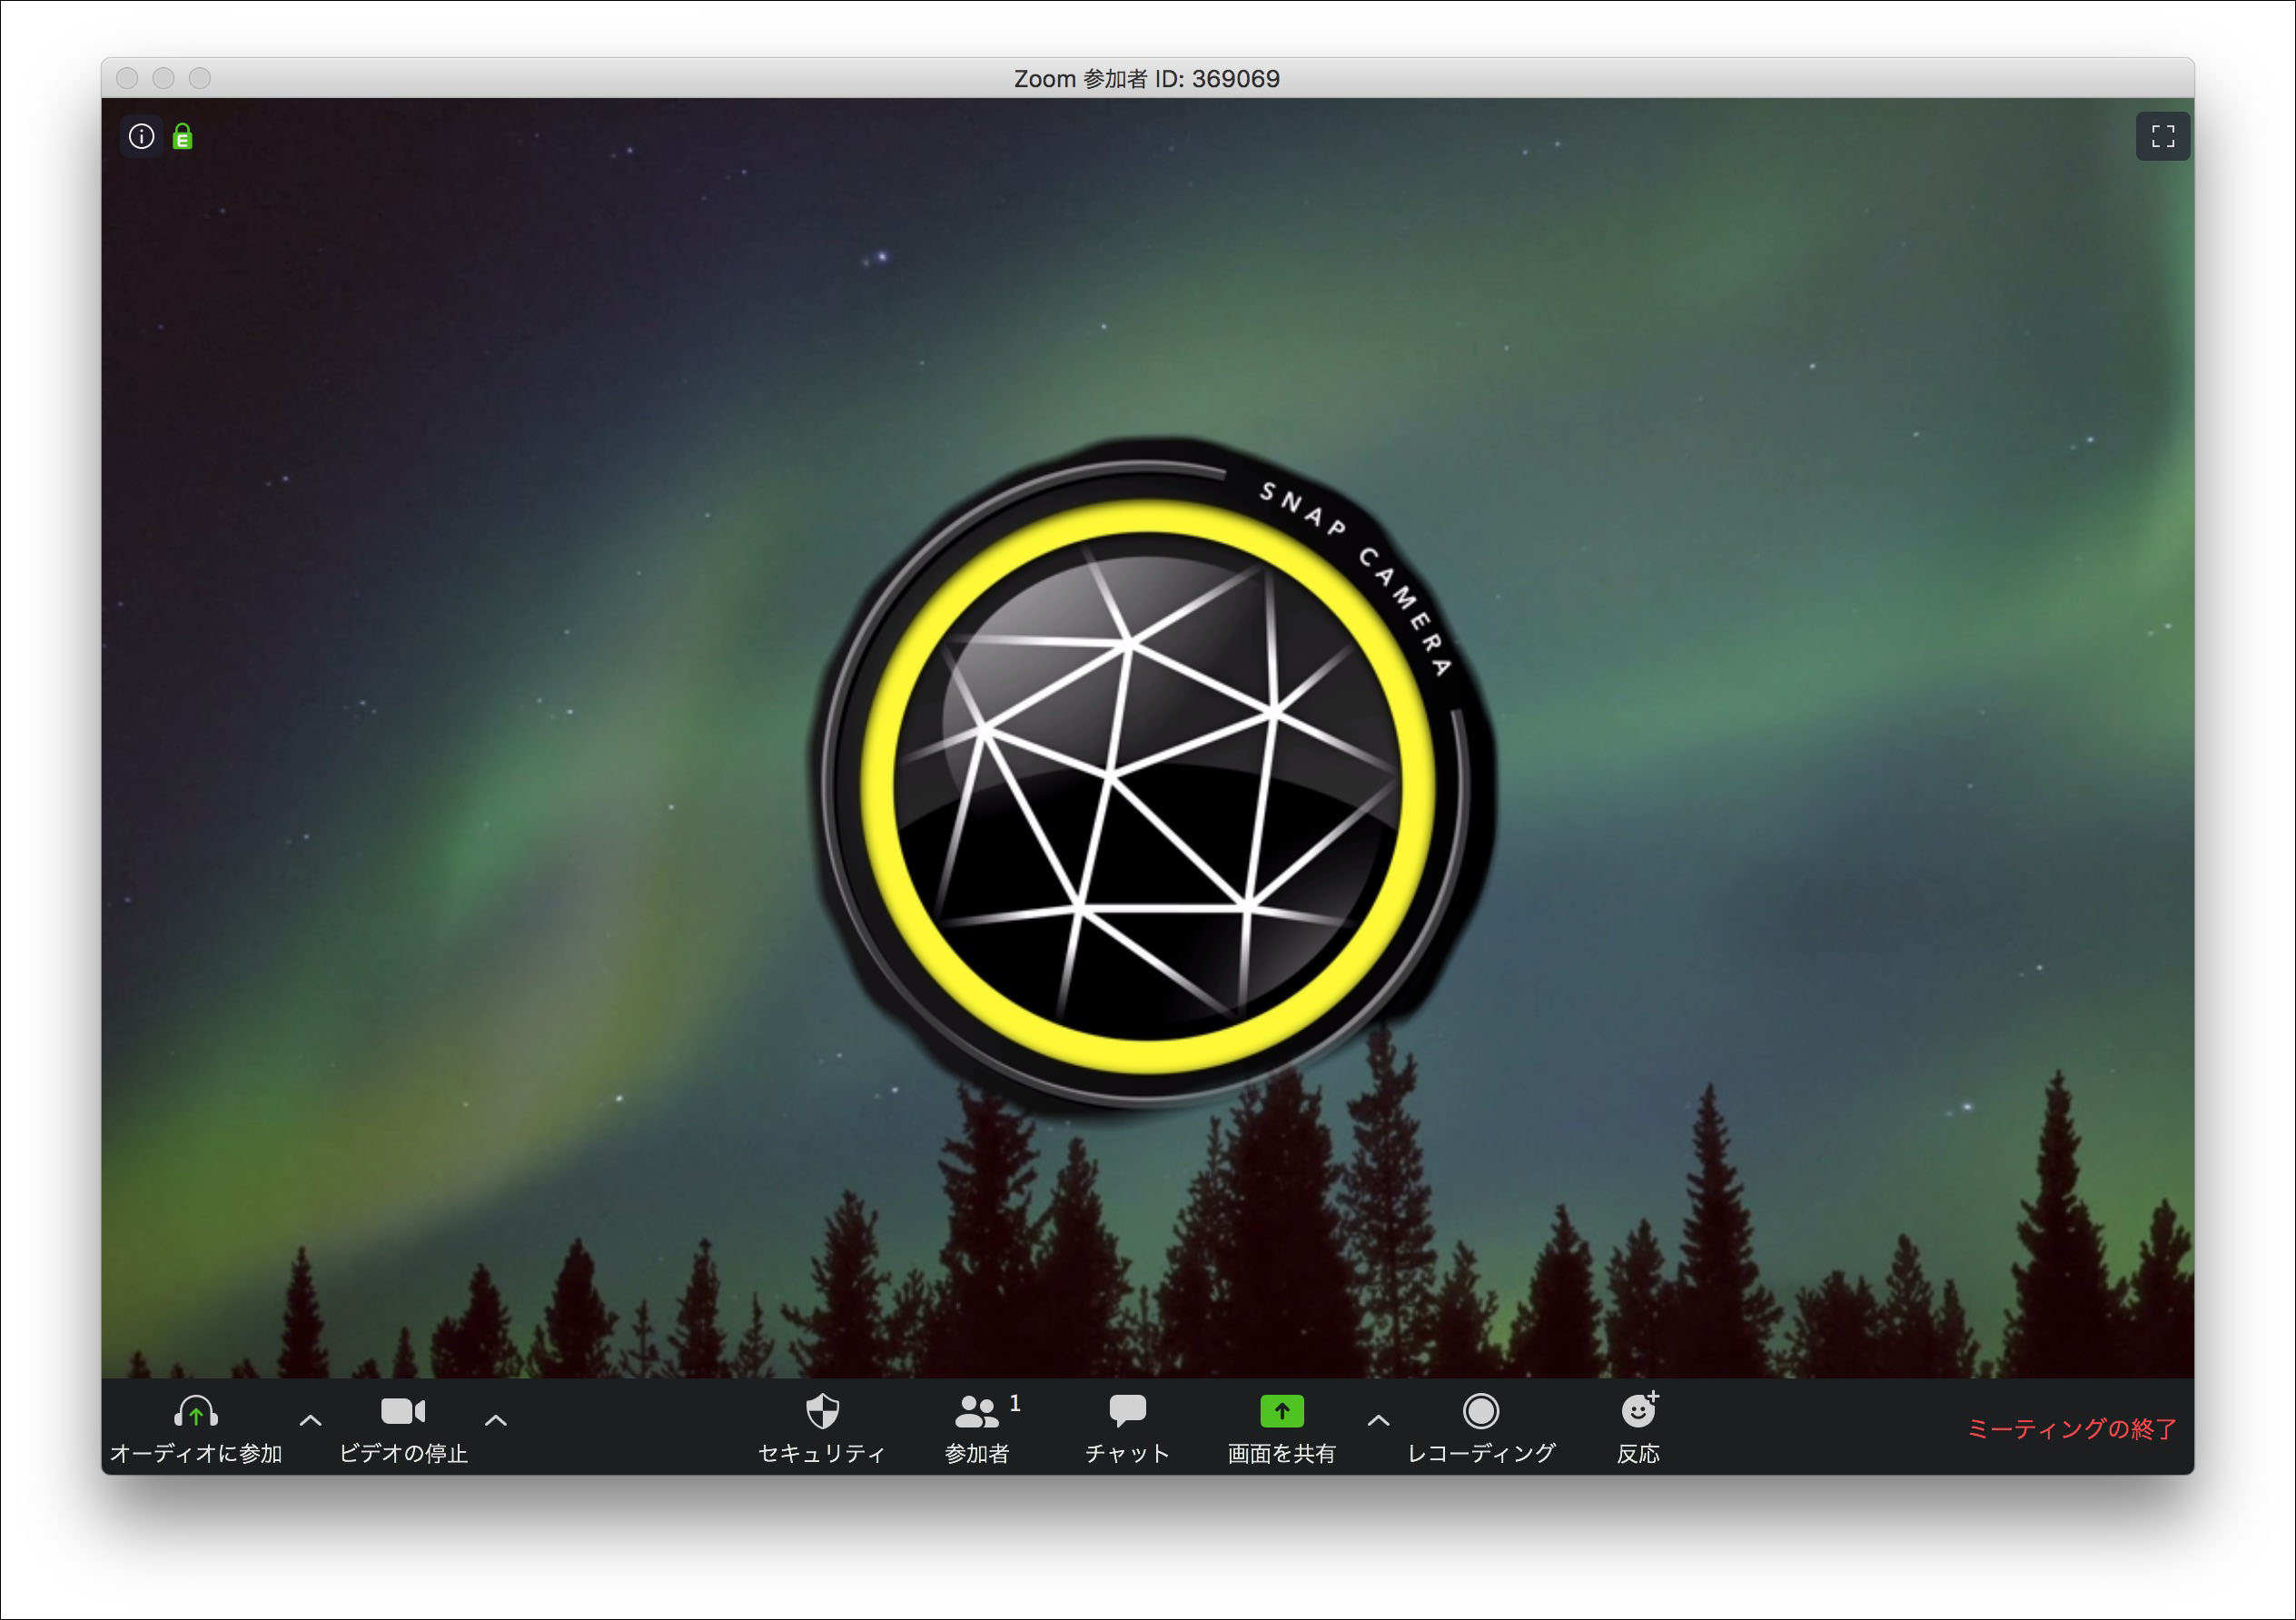 Zoom 参加者 ID: 369069
E
SNAP CAMERA
オーディオに参加
ビデオの停止
セキュリティ
1
参加者
チャット
画面を共有
レコーディング
反応
ミーティングの終了